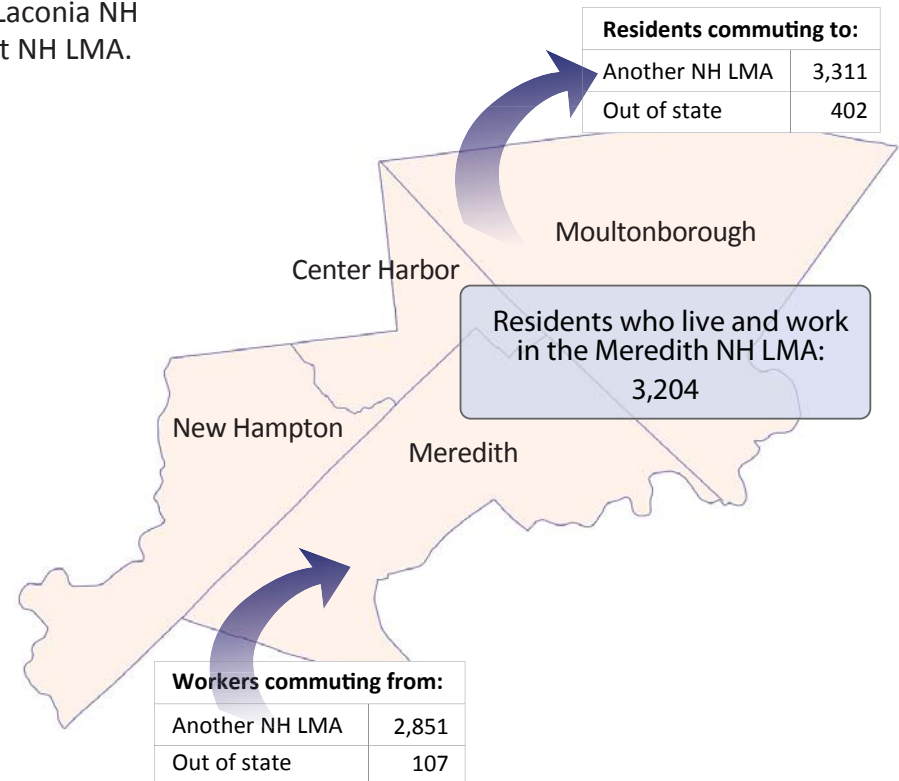 Laconia NH
t NH LMA.
Residents commuting to:
Another NH LMA 3,311
Out of state 402
Moultonborough
Center Harbor
Residents who live and work
in the Meredith NH LMA:
3,204
New Hampton
Meredith
Workers commuting from:
Another NH LMA 2,851
Out of state 107